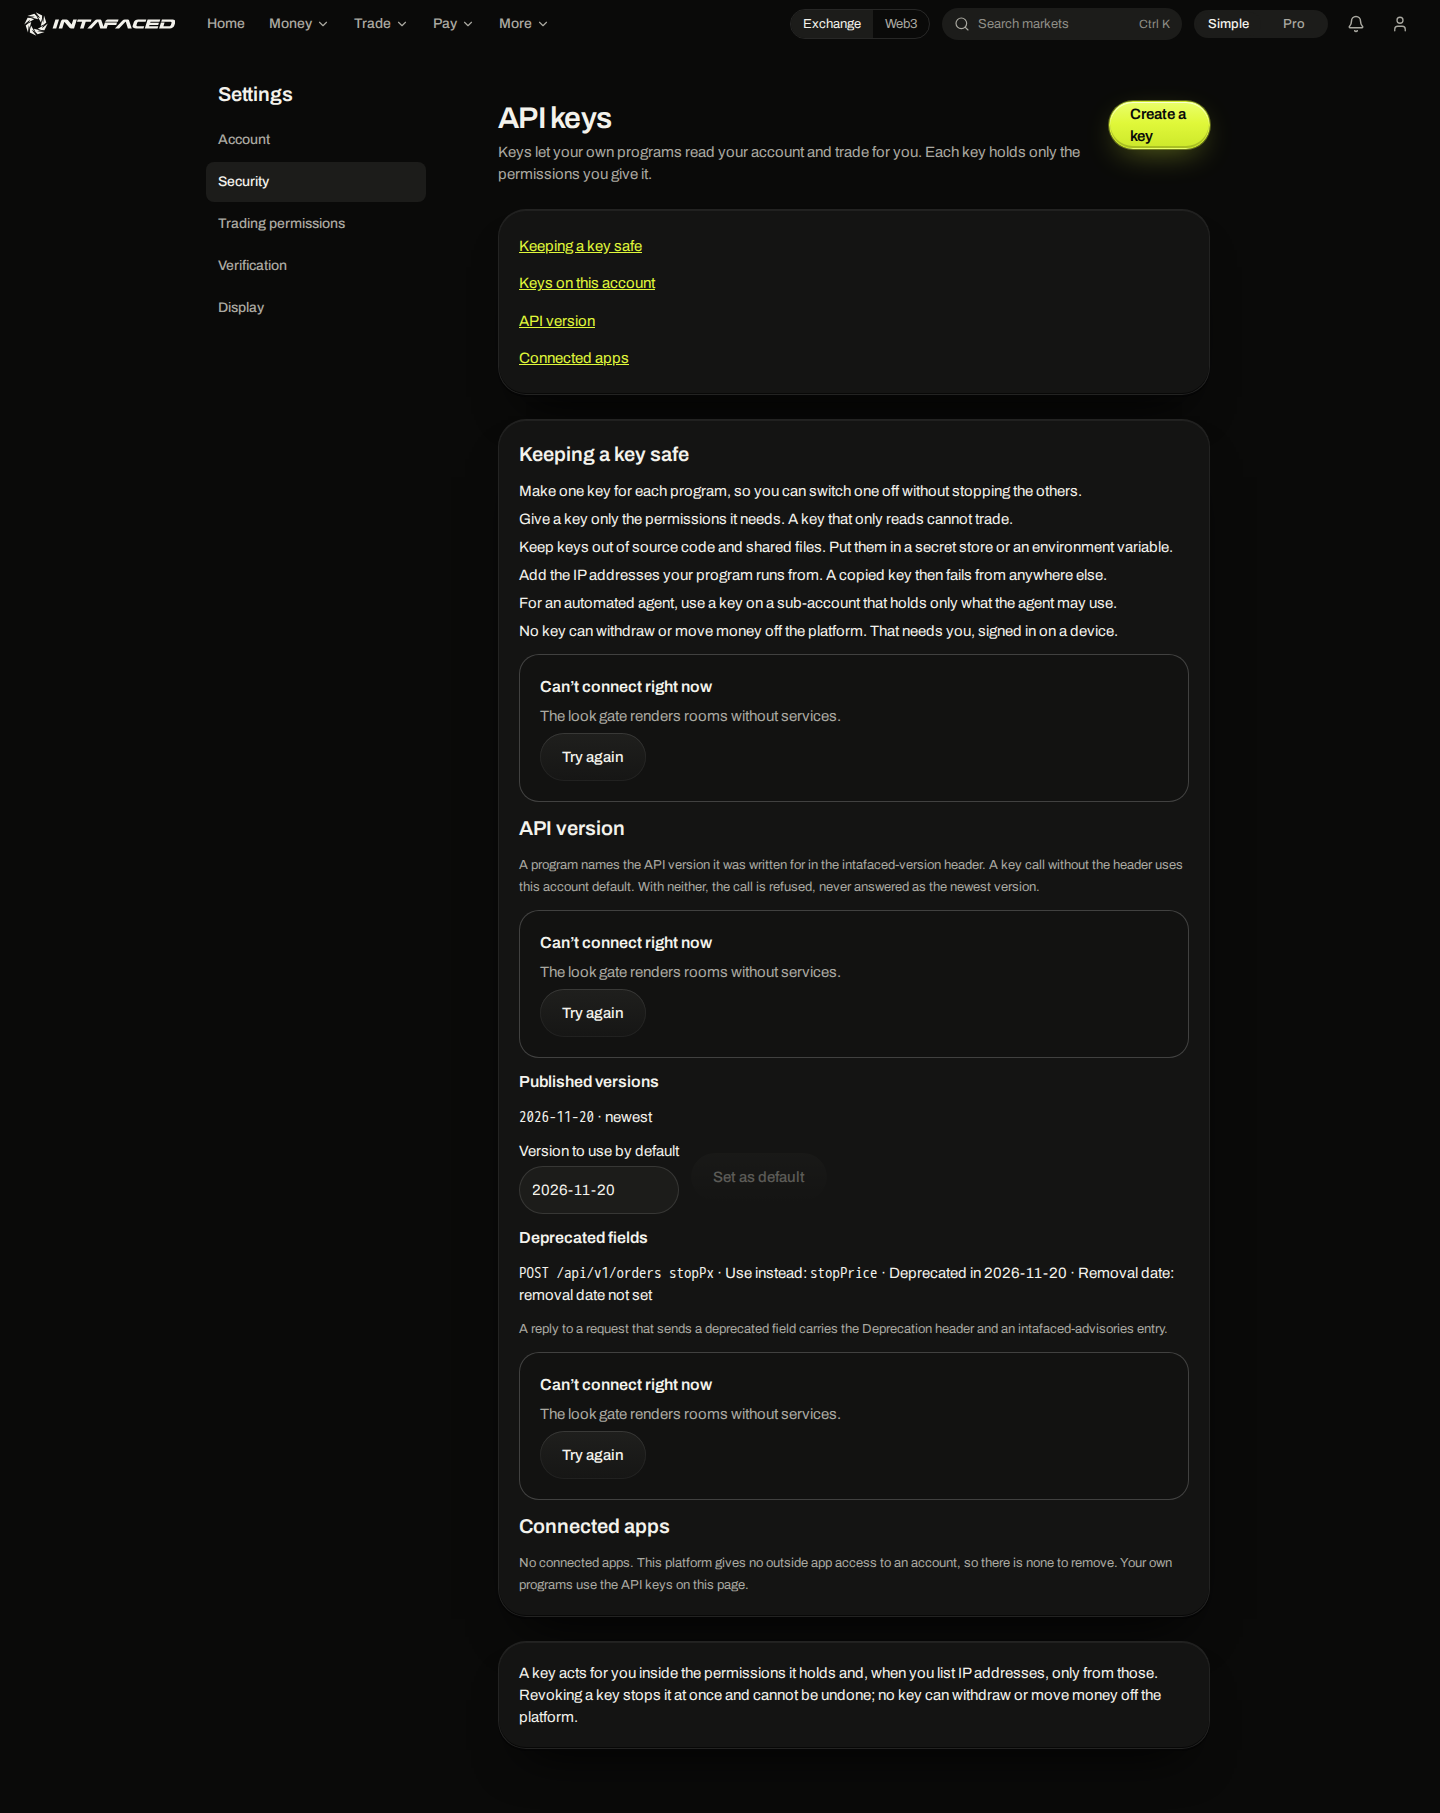 INTAFACED
Home
Money
Trade
Pay
More
Exchange
Web3
Search markets
Ctrl K
Simple
Pro
Settings
Account
Security
Trading permissions
Verification
Display
API keys
Keys let your own programs read your account and trade for you. Each key holds only the
permissions you give it.
Create a
key
Keeping a key safe
Keys on this account
API version
Connected apps
Keeping a key safe
Make one key for each program, so you can switch one off without stopping the others.
Give a key only the permissions it needs. A key that only reads cannot trade.
Keep keys out of source code and shared files. Put them in a secret store or an environment variable.
Add the IP addresses your program runs from. A copied key then fails from anywhere else.
For an automated agent, use a key on a sub-account that holds only what the agent may use.
No key can withdraw or move money off the platform. That needs you, signed in on a device.
Can’t connect right now
The look gate renders rooms without services.
Try again
API version
A program names the API version it was written for in the intafaced-version header. A key call without the header uses
this account default. With neither, the call is refused, never answered as the newest version.
Can’t connect right now
The look gate renders rooms without services.
Try again
Published versions
2026-11-20 · newest
Version to use by default
2026-11-20
Set as default
Deprecated fields
POST /api/v1/orders stopPx · Use instead: stopPrice · Deprecated in 2026-11-20 · Removal date:
removal date not set
A reply to a request that sends a deprecated field carries the Deprecation header and an intafaced-advisories entry.
Can’t connect right now
The look gate renders rooms without services.
Try again
Connected apps
No connected apps. This platform gives no outside app access to an account, so there is none to remove. Your own
programs use the API keys on this page.
A key acts for you inside the permissions it holds and, when you list IP addresses, only from those.
Revoking a key stops it at once and cannot be undone; no key can withdraw or move money off the
platform.